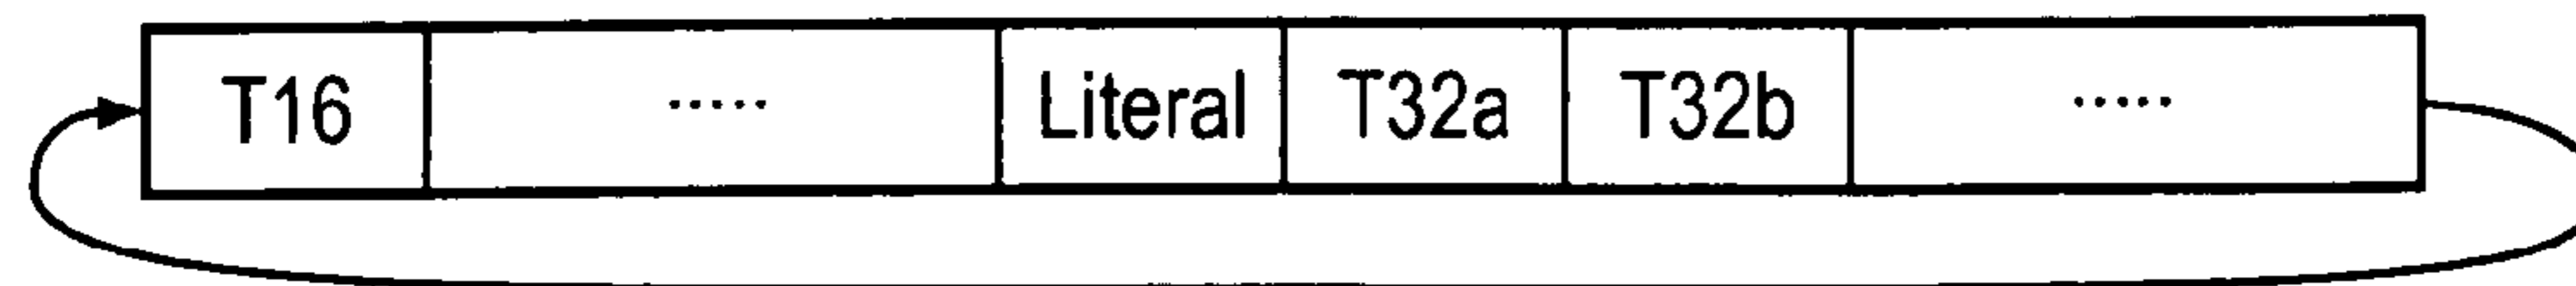 T16 ..... Literal T32a T32b .....